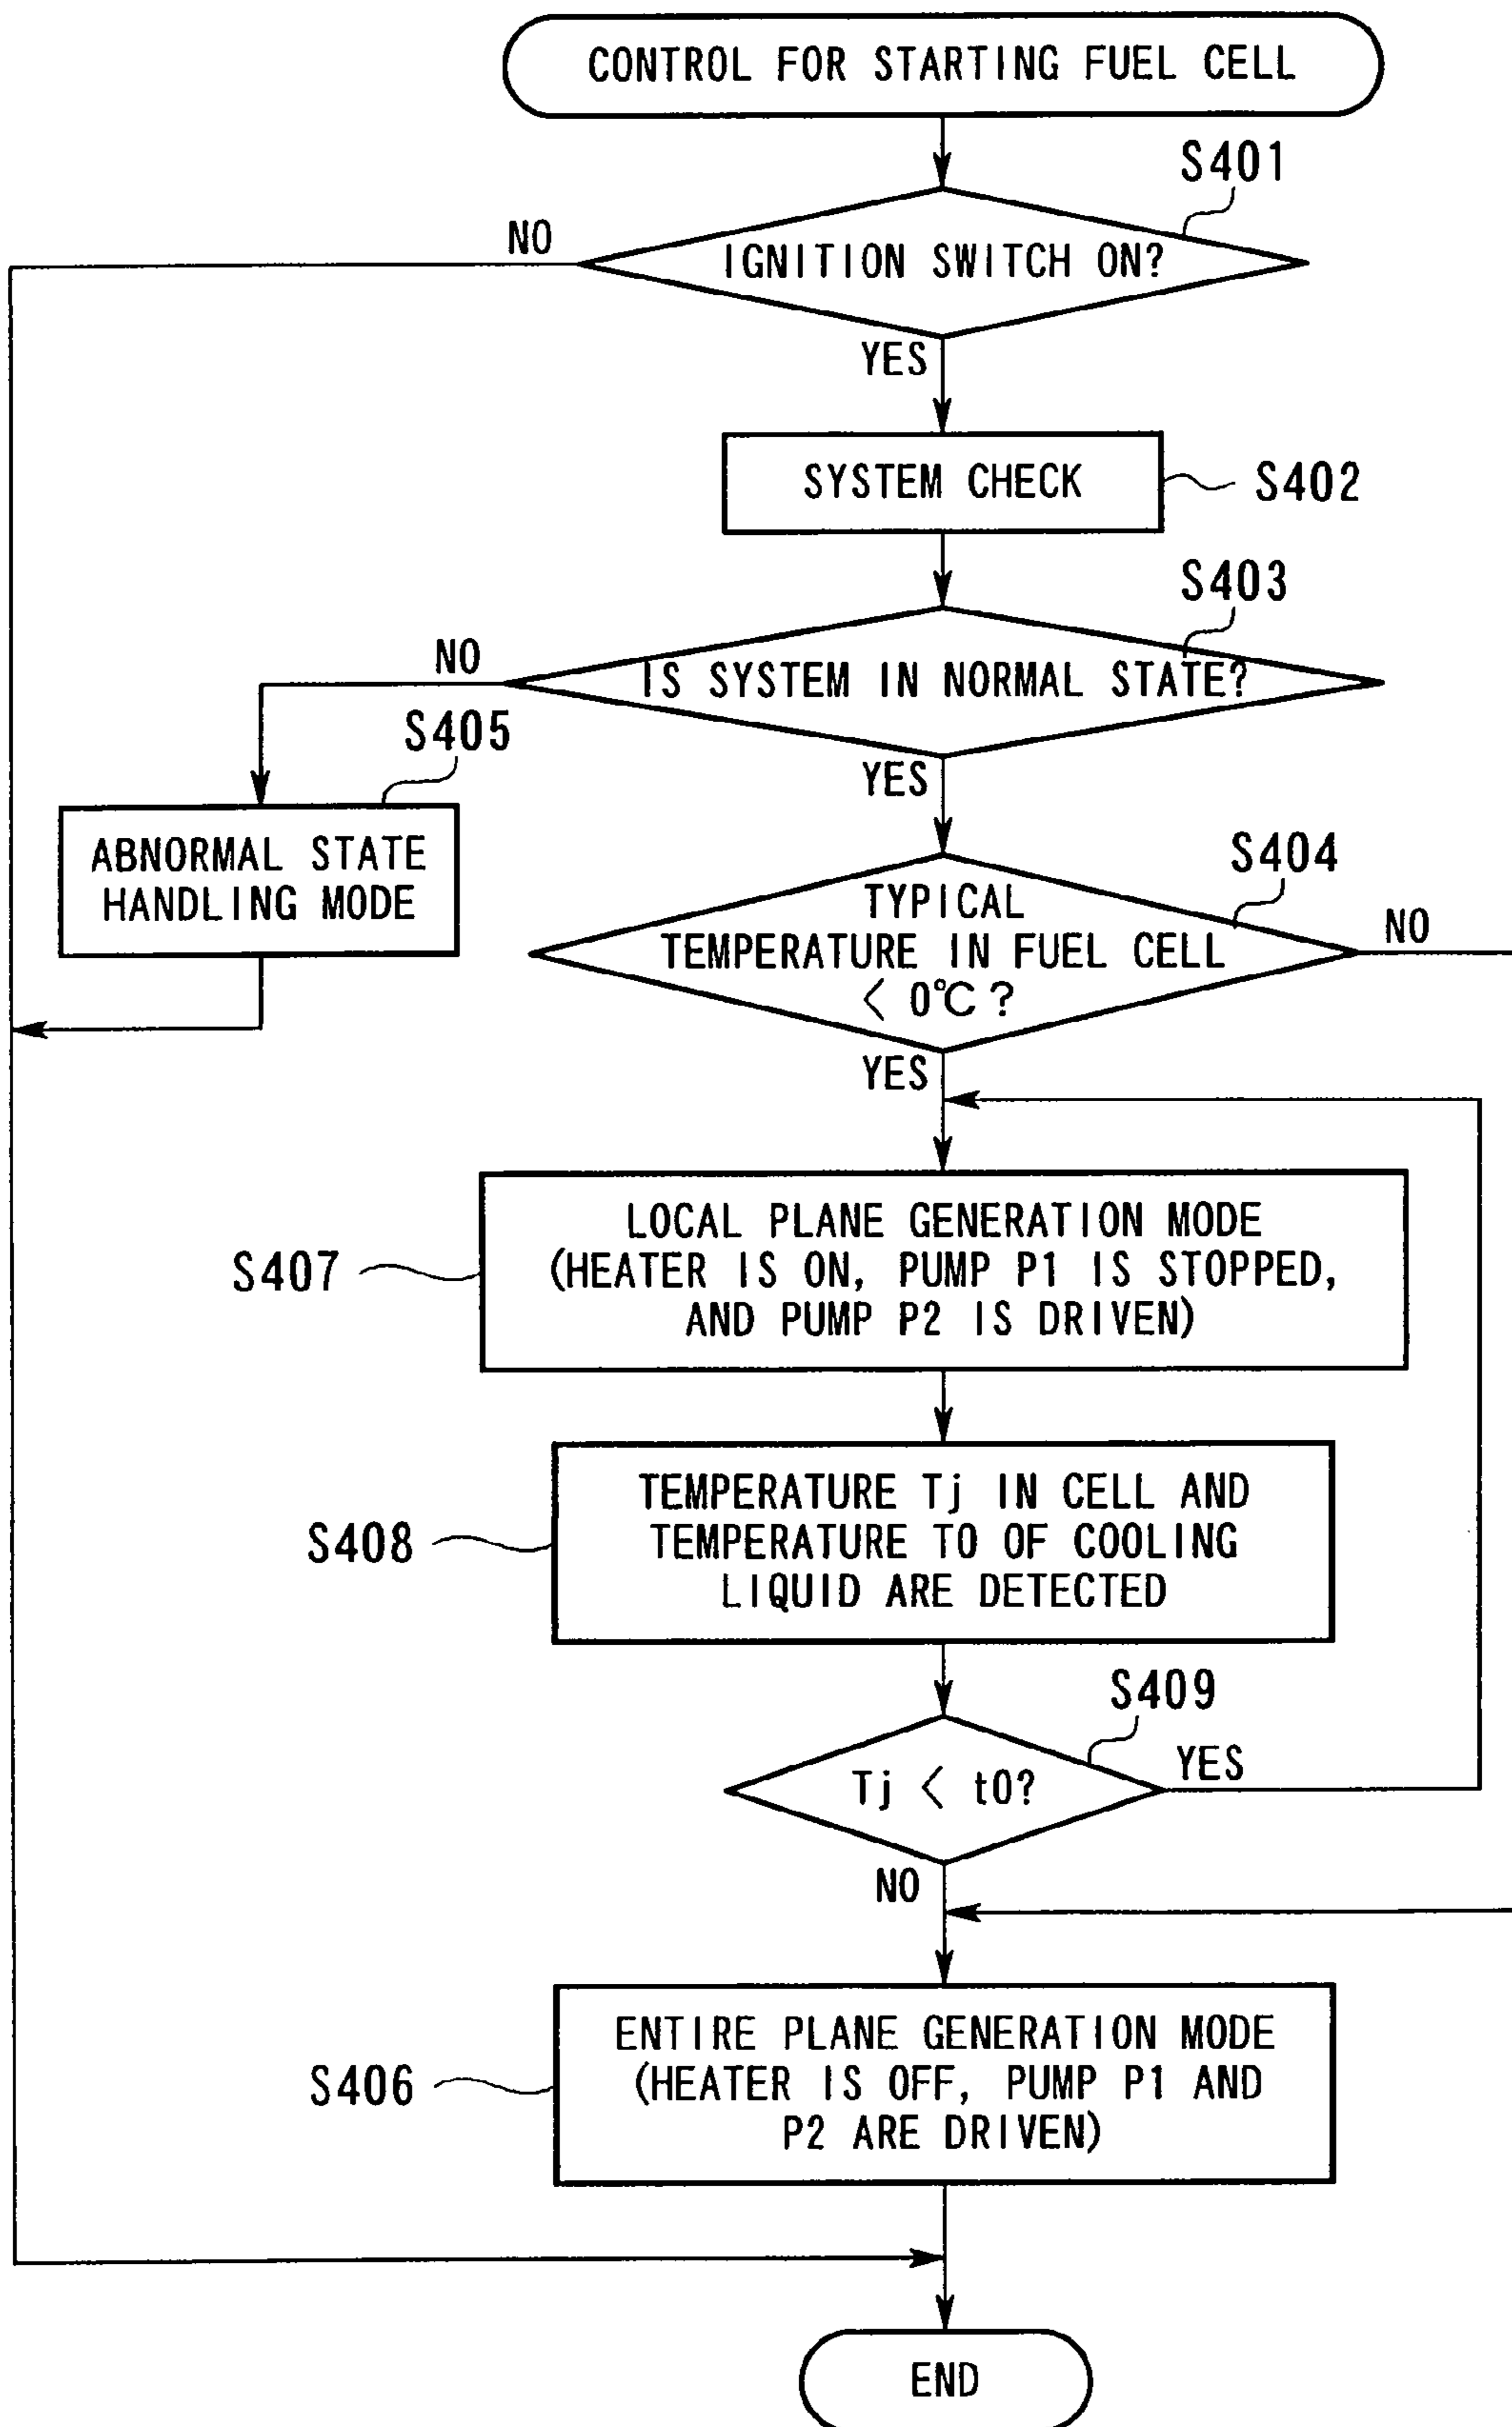 CONTROL FOR STARTING FUEL CELL
S401
NO
IGNITION SWITCH ON?
YES
SYSTEM CHECK
S402
S403
NO
IS SYSTEM IN NORMAL STATE?
S405
YES
ABNORMAL STATE
HANDLING MODE
S404
TYPICAL
TEMPERATURE IN FUEL CELL
< 0℃?
NO
YES
LOCAL PLANE GENERATION MODE
(HEATER IS ON, PUMP P1 IS STOPPED,
AND PUMP P2 IS DRIVEN)
S407
TEMPERATURE Tj IN CELL AND
TEMPERATURE T0 OF COOLING
LIQUID ARE DETECTED
S408
S409
Tj < t0?
YES
NO
ENTIRE PLANE GENERATION MODE
(HEATER IS OFF, PUMP P1 AND
P2 ARE DRIVEN)
S406
END